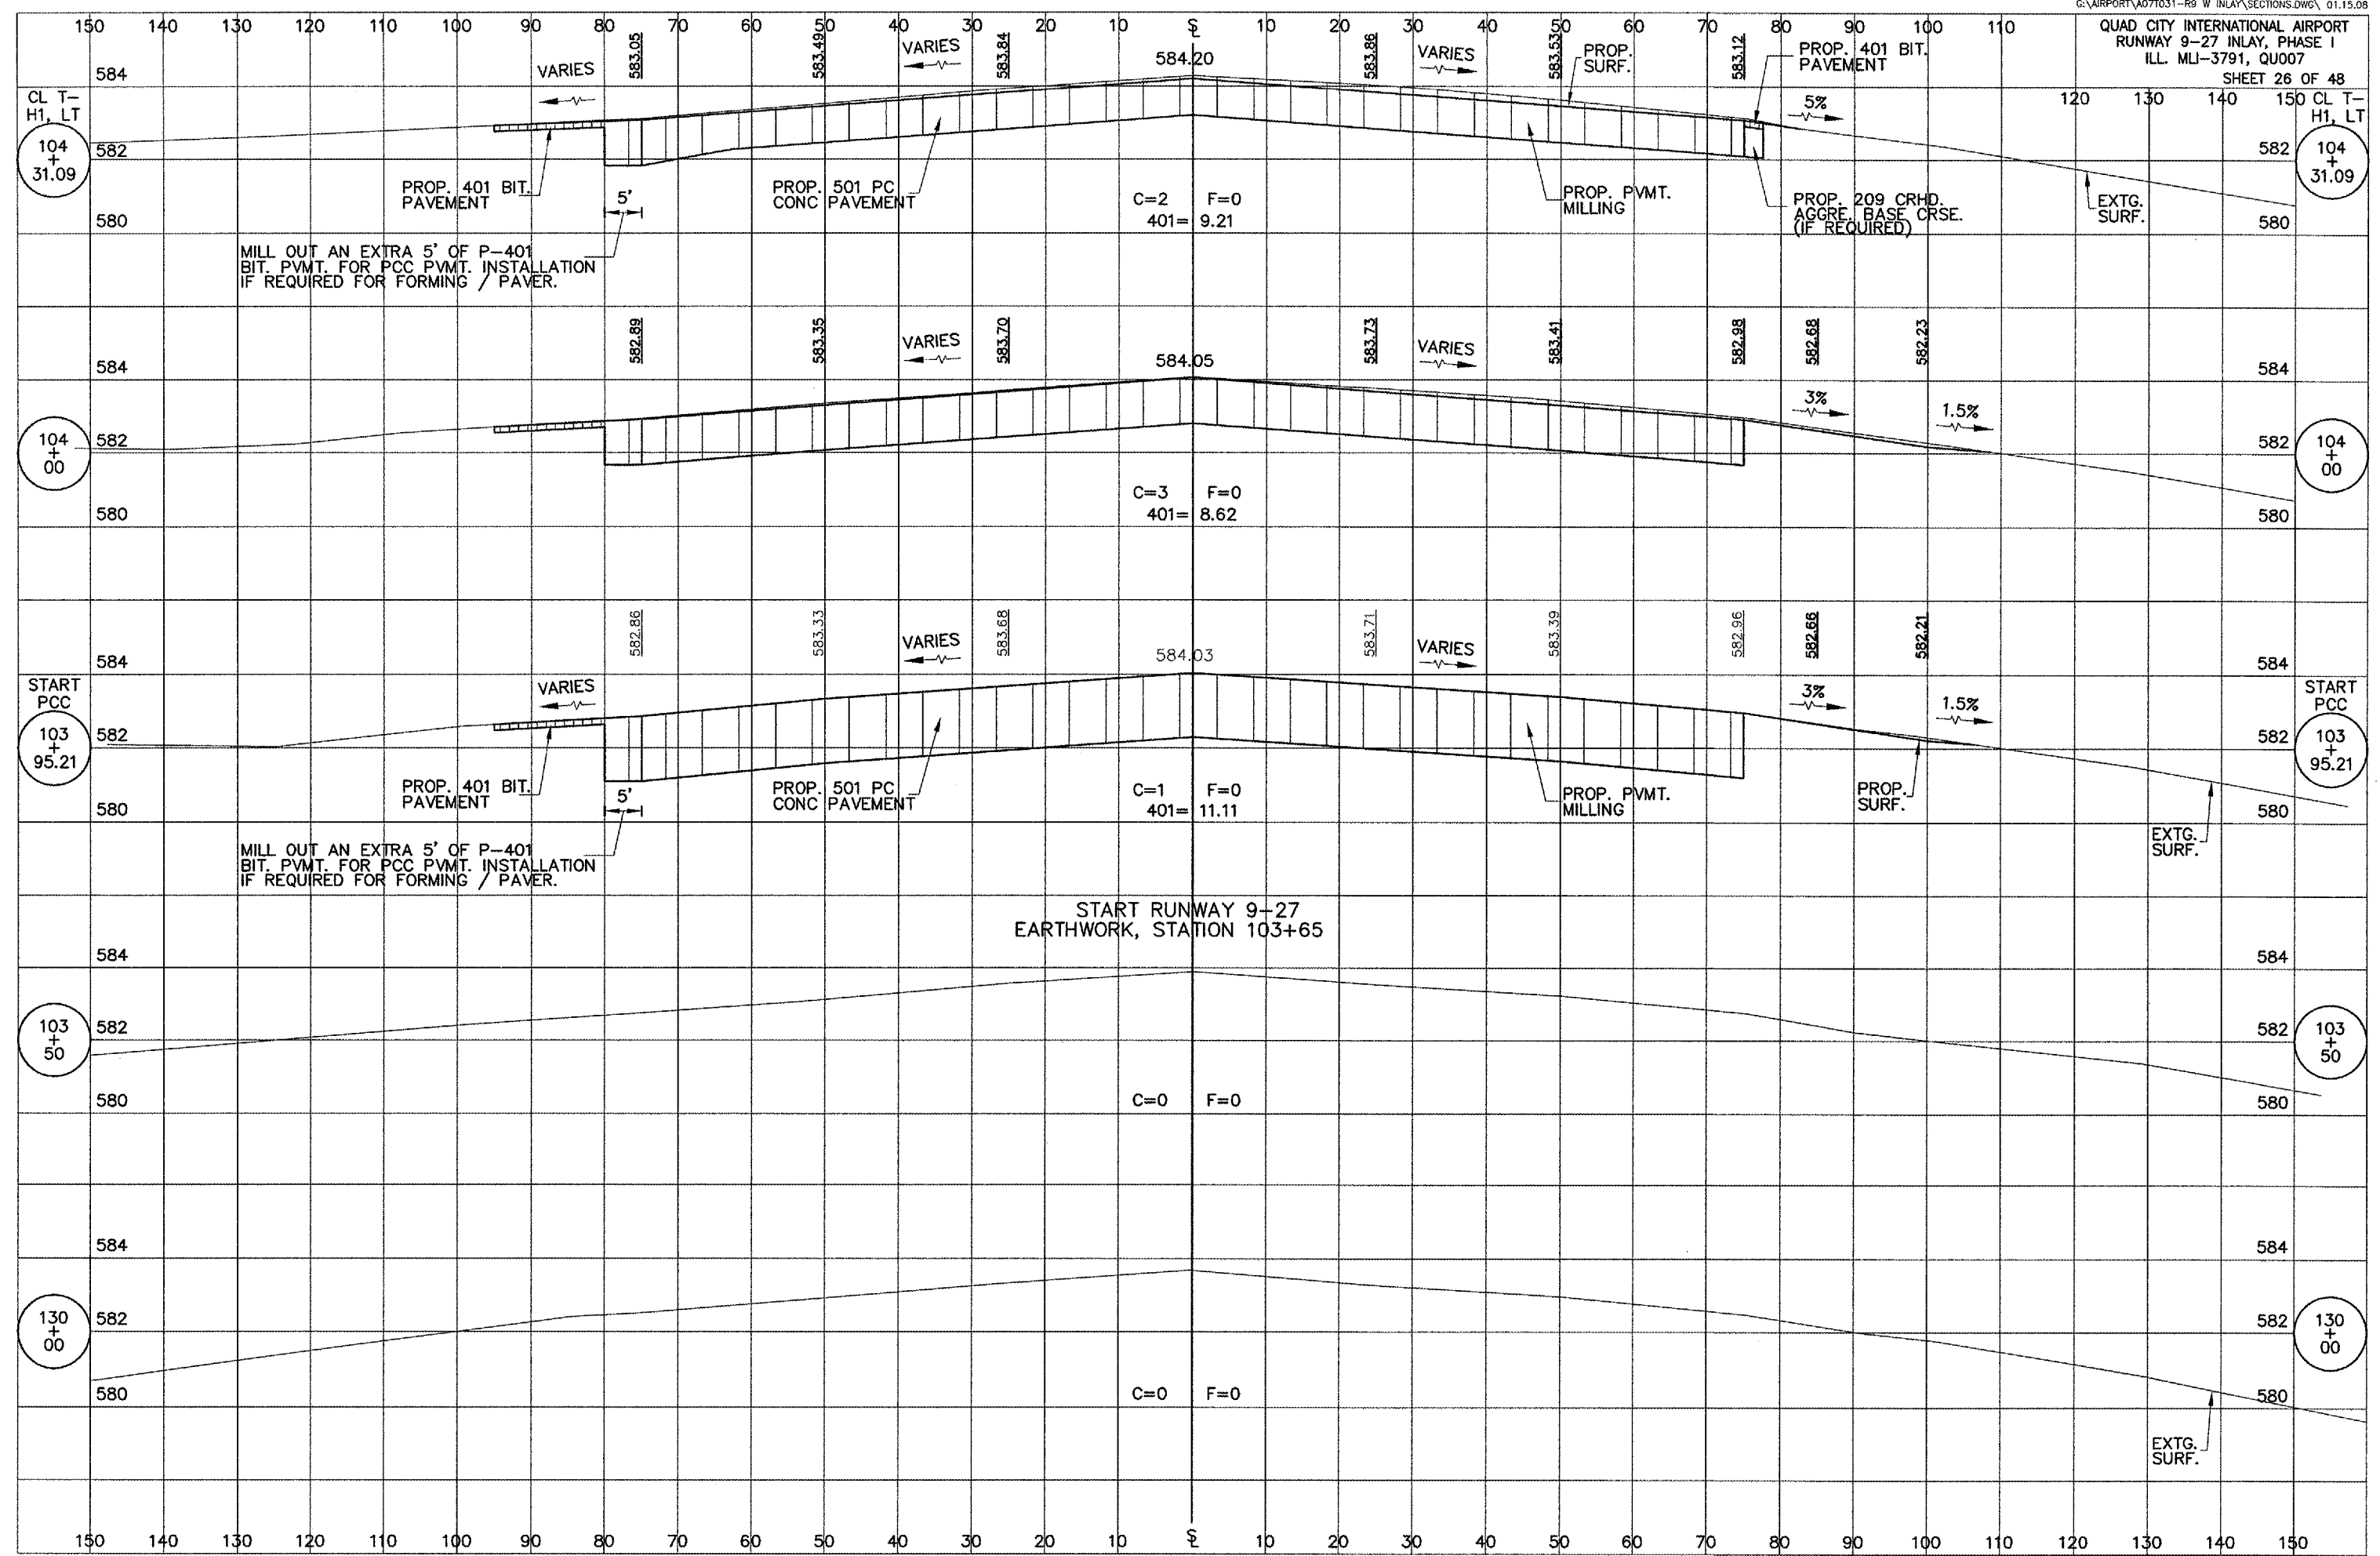 G:\AIRPORT\A07T031-R9 W INLAY\SECTIONS.DWG\ 01.15.08
QUAD CITY INTERNATIONAL AIRPORT
RUNWAY 9-27 INLAY, PHASE I
ILL. MLI-3791, QU007
SHEET 26 OF 48
150 140 130 120 110 100 90 80 70 60 50 40 30 20 10 ℄ 10 20 30 40 50 60 70 80 90 100 110
120 130 140 150
583.05 583.49 583.84 584.20 583.86 583.53 583.12
VARIES VARIES VARIES
PROP.
SURF.
PROP. 401 BIT.
PAVEMENT
5%
584
582 582
580 580
CL T-
H1, LT
104
+
31.09
CL T-
H1, LT
104
+
31.09
PROP. 401 BIT.
PAVEMENT
5'
PROP. 501 PC
CONC PAVEMENT
C=2 F=0
401= 9.21
PROP. PVMT.
MILLING
PROP. 209 CRHD.
AGGRE. BASE CRSE.
(IF REQUIRED)
EXTG.
SURF.
MILL OUT AN EXTRA 5' OF P-401
BIT. PVMT. FOR PCC PVMT. INSTALLATION
IF REQUIRED FOR FORMING / PAVER.
582.89 583.35 583.70 584.05 583.73 583.41 582.98 582.68 582.23
VARIES VARIES
3% 1.5%
584 584
582 582
580 580
104
+
00
104
+
00
C=3 F=0
401= 8.62
582.86 583.33 583.68 584.03 583.71 583.39 582.96 582.66 582.21
VARIES VARIES VARIES
3% 1.5%
584 584
582 582
580 580
START
PCC
103
+
95.21
START
PCC
103
+
95.21
PROP. 401 BIT.
PAVEMENT
5'
PROP. 501 PC
CONC PAVEMENT
C=1 F=0
401= 11.11
PROP. PVMT.
MILLING
PROP.
SURF.
EXTG.
SURF.
MILL OUT AN EXTRA 5' OF P-401
BIT. PVMT. FOR PCC PVMT. INSTALLATION
IF REQUIRED FOR FORMING / PAVER.
START RUNWAY 9-27
EARTHWORK, STATION 103+65
584 584
582 582
580 580
103
+
50
103
+
50
C=0 F=0
584 584
582 582
580 580
130
+
00
130
+
00
C=0 F=0
EXTG.
SURF.
150 140 130 120 110 100 90 80 70 60 50 40 30 20 10 ℄ 10 20 30 40 50 60 70 80 90 100 110 120 130 140 150